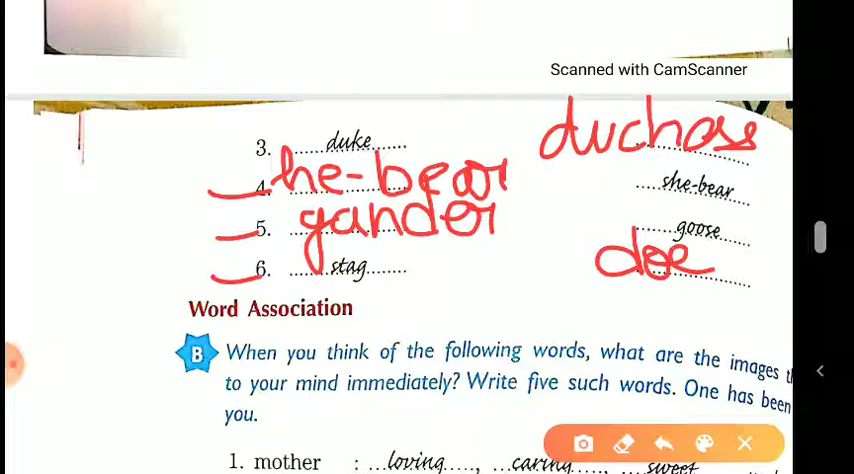 Scanned with CamScanner
3. duke duchess
4. he-bear she-bear
5. gander goose
6. stag doe
Word Association
B When you think of the following words, what are the images
to your mind immediately? Write five such words. One has been
you.
1. mother : loving, caring, sweet